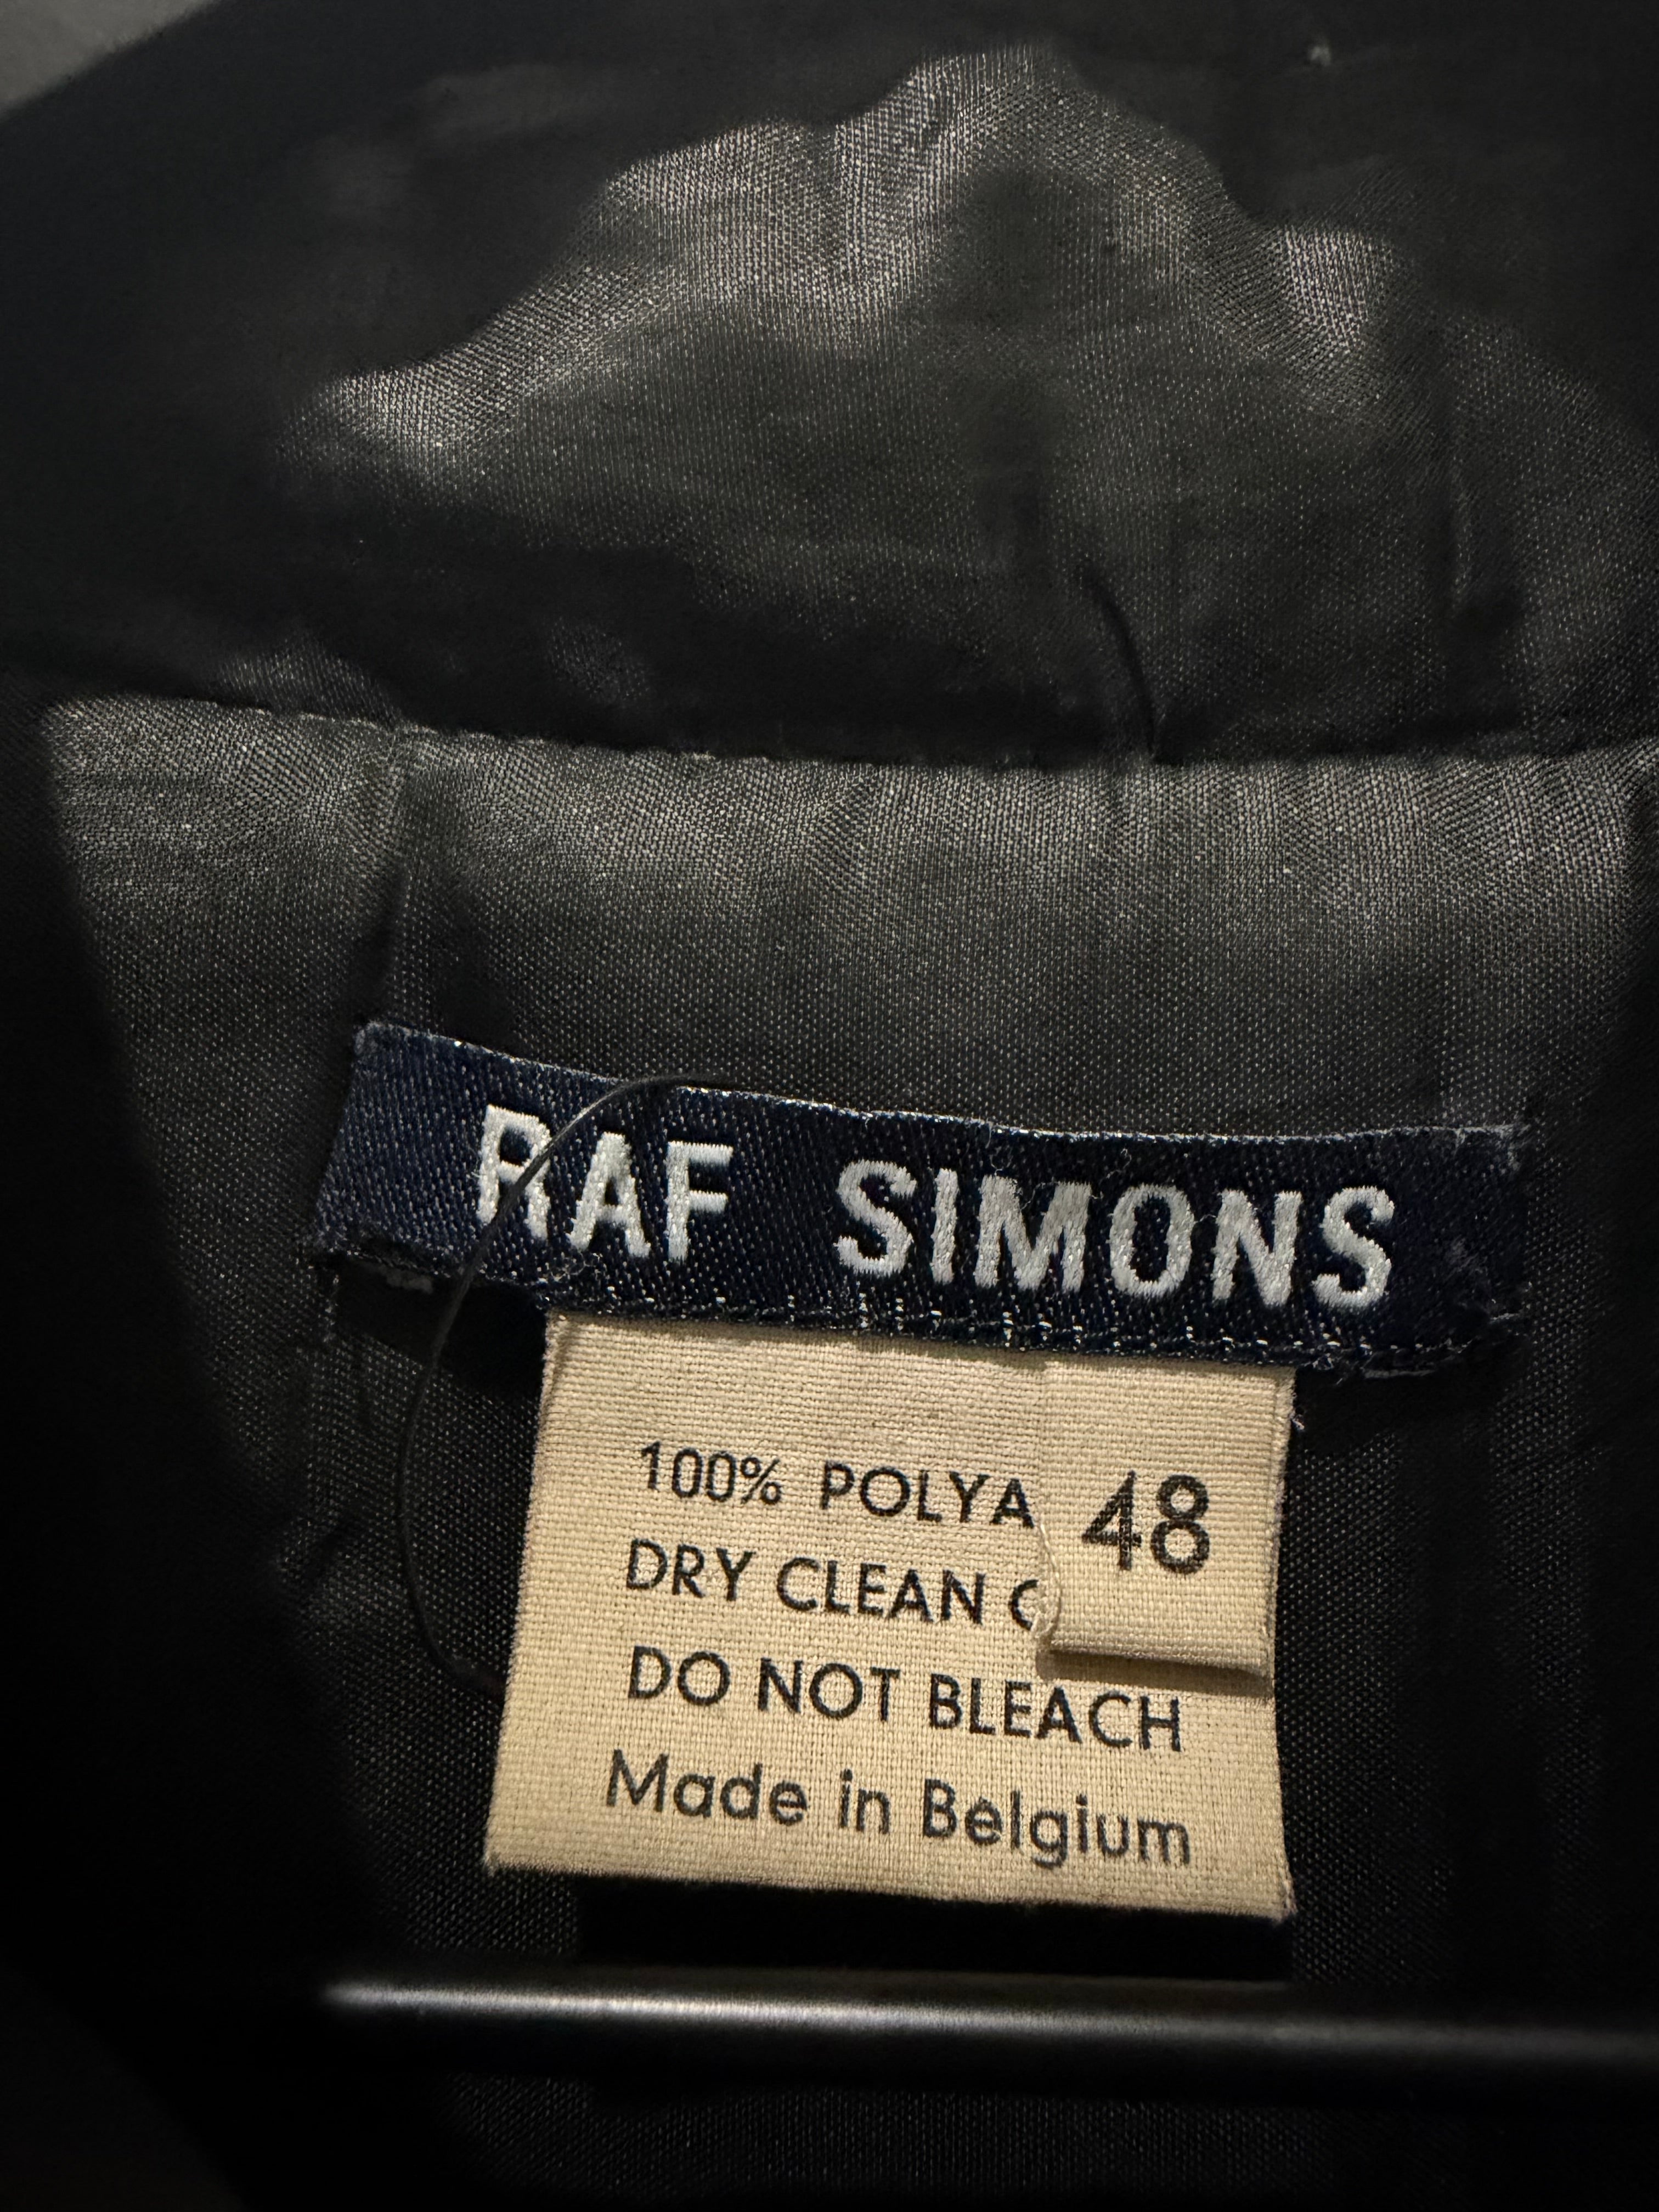 RAF SIMONS
100% POLYA
48
DRY CLEAN
DO NOT BLEACH
Made in Belgium